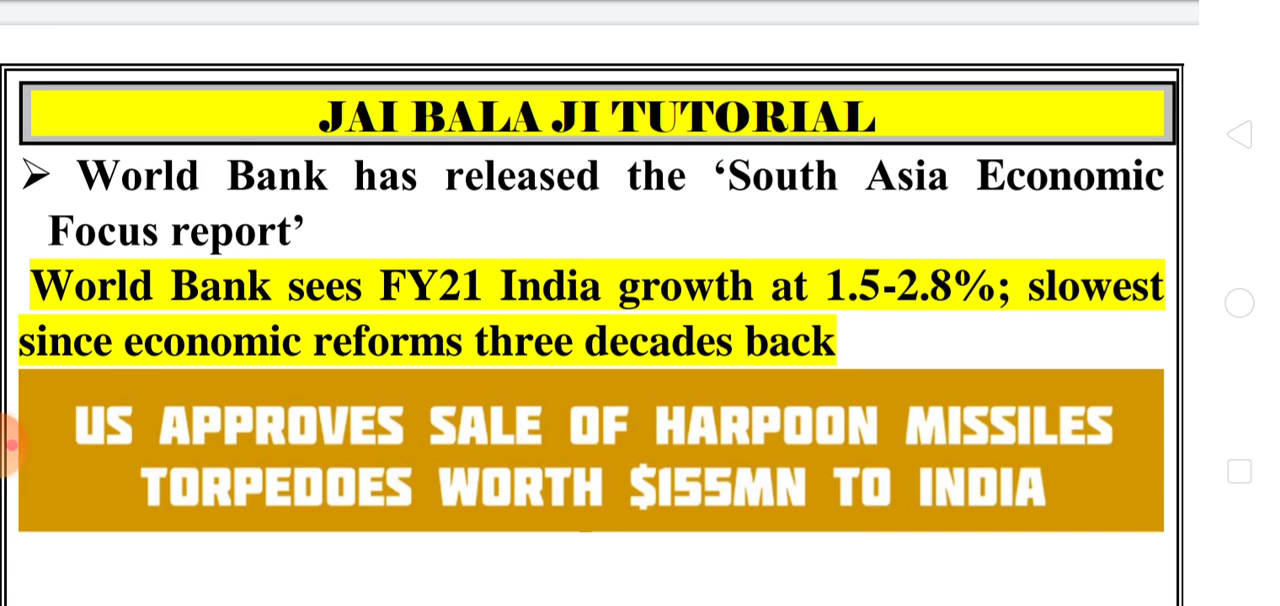 JAI BALA JI TUTORIAL
➢ World Bank has released the ‘South Asia Economic
Focus report’
World Bank sees FY21 India growth at 1.5-2.8%; slowest
since economic reforms three decades back
US APPROVES SALE OF HARPOON MISSILES
TORPEDOES WORTH $155MN TO INDIA